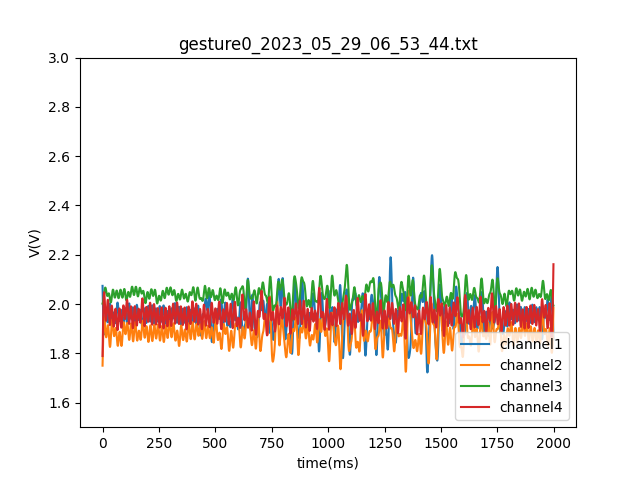 gesture0_2023_05_29_06_53_44.txt
3.0
2.8
2.6
2.4
2.2
2.0
1.8
1.6
V(V)
channel1
channel2
channel3
channel4
0 250 500 750 1000 1250 1500 1750 2000
time(ms)